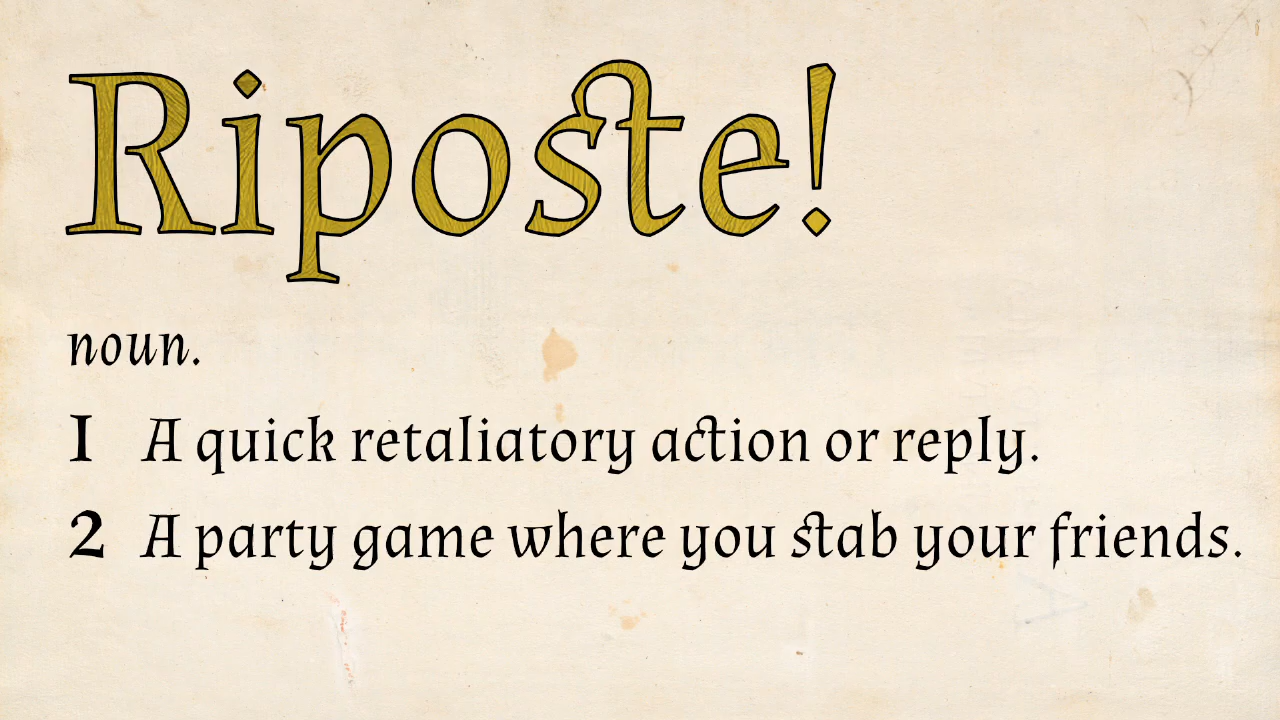 Riposte!
noun.
1 A quick retaliatory action or reply.
2 A party game where you stab your friends.